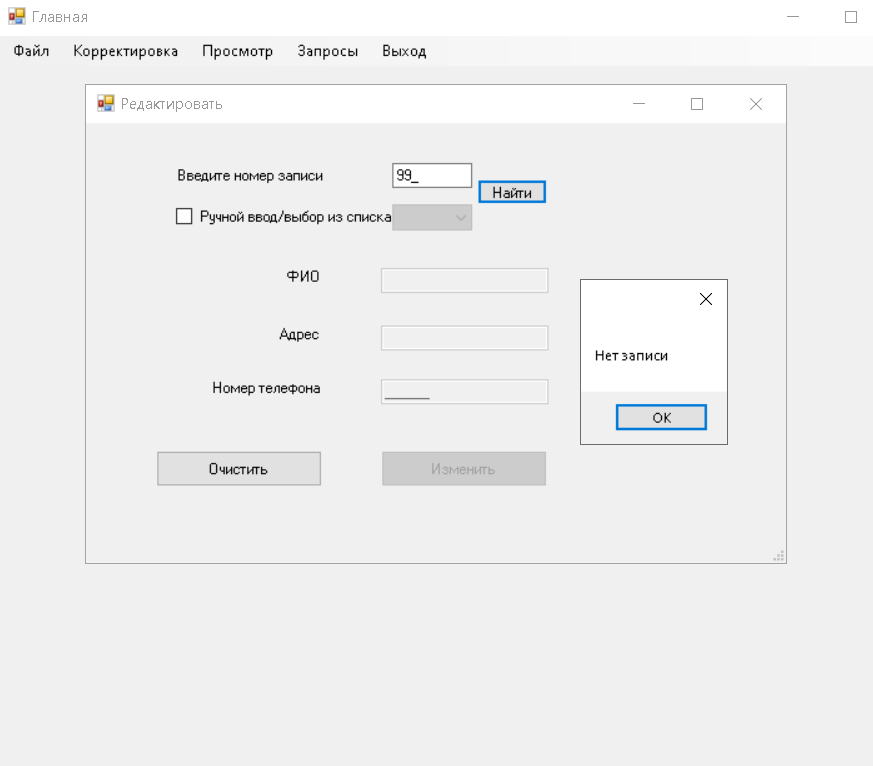 Главная
Файл Корректировка Просмотр Запросы Выход
Редактировать
Введите номер записи 99_
Найти
Ручной ввод/выбор из списка
ФИО
Адрес
Нет записи
Номер телефона ______
OK
Очистить Изменить